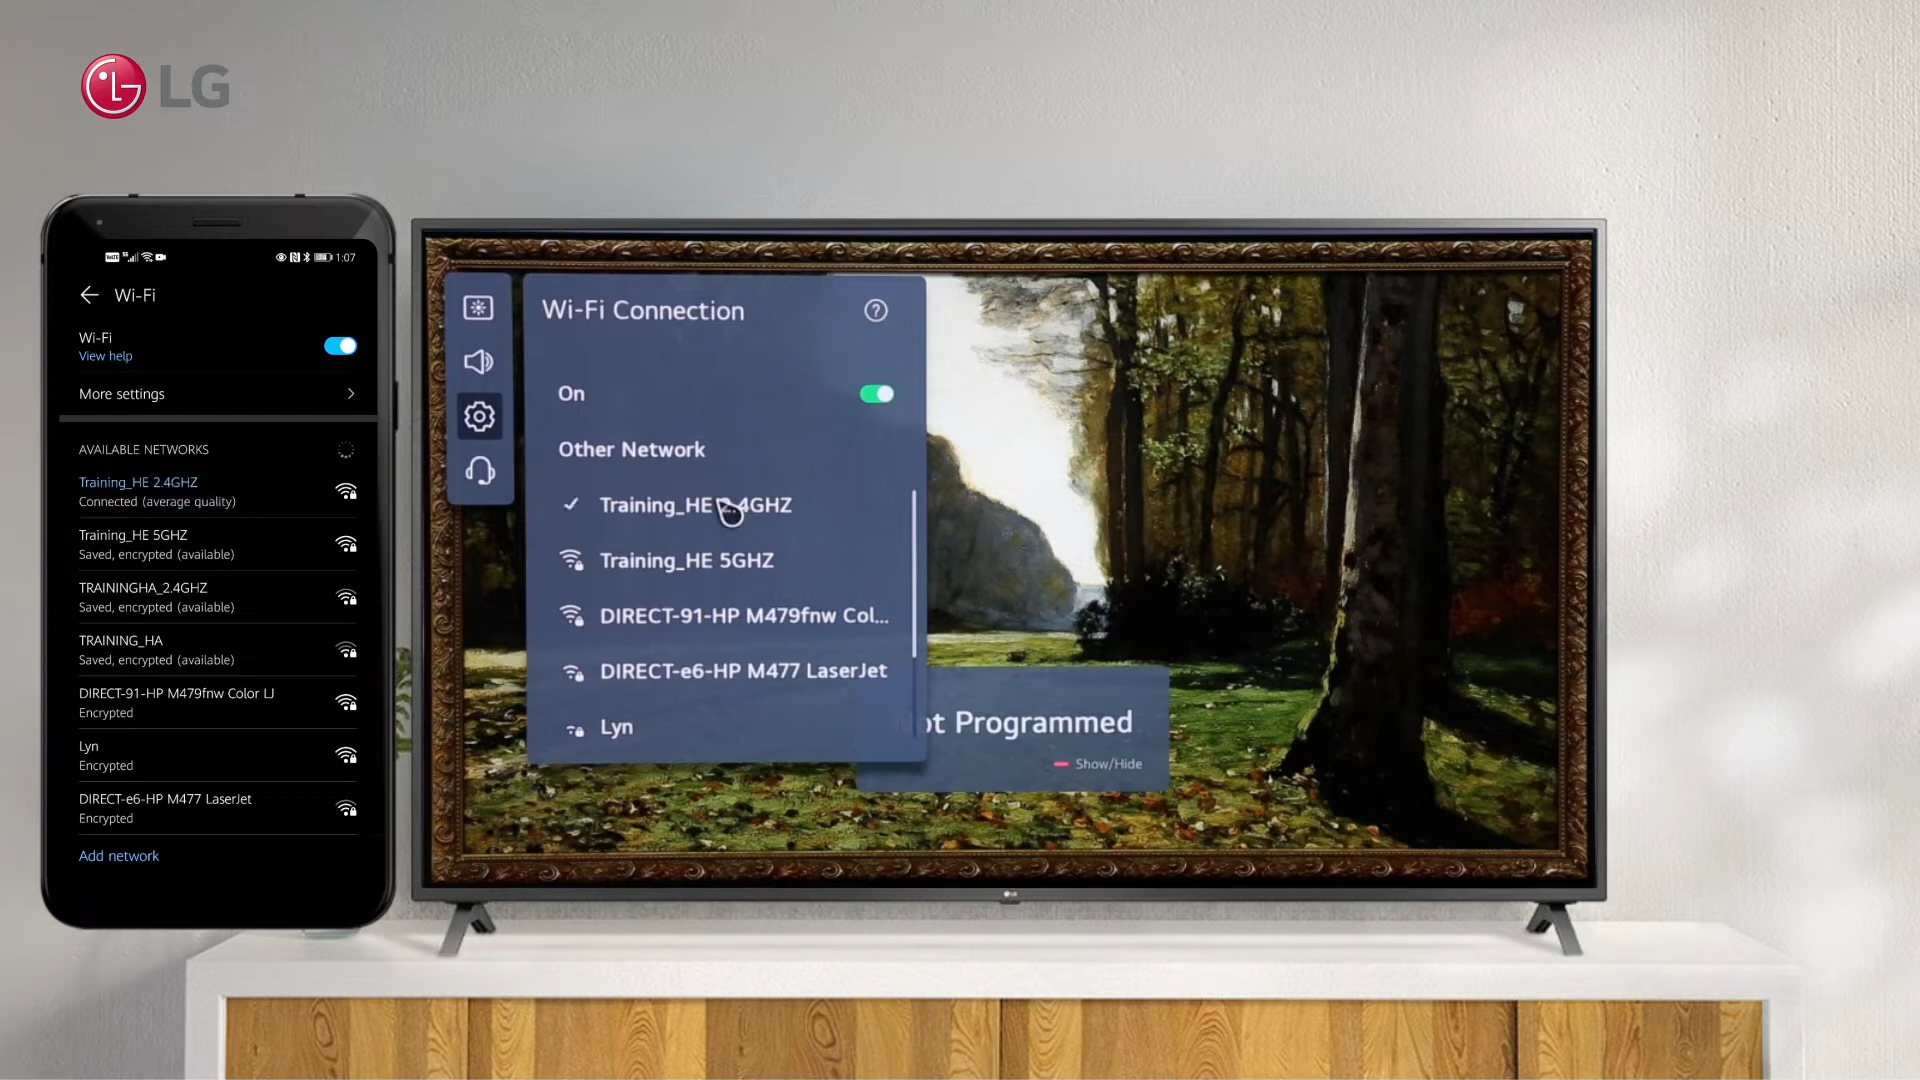 LG
1:07
Wi-Fi
Wi-Fi
View help
More settings
AVAILABLE NETWORKS
Training_HE 2.4GHZ
Connected (average quality)
Training_HE 5GHZ
Saved, encrypted (available)
TRAININGHA_2.4GHZ
Saved, encrypted (available)
TRAINING_HA
Saved, encrypted (available)
DIRECT-91-HP M479fnw Color LJ
Encrypted
Lyn
Encrypted
DIRECT-e6-HP M477 LaserJet
Encrypted
Add network
Wi-Fi Connection
On
Other Network
Training_HE 2.4GHZ
Training_HE 5GHZ
DIRECT-91-HP M479fnw Col...
DIRECT-e6-HP M477 LaserJet
Lyn
Programmed
Show/Hide